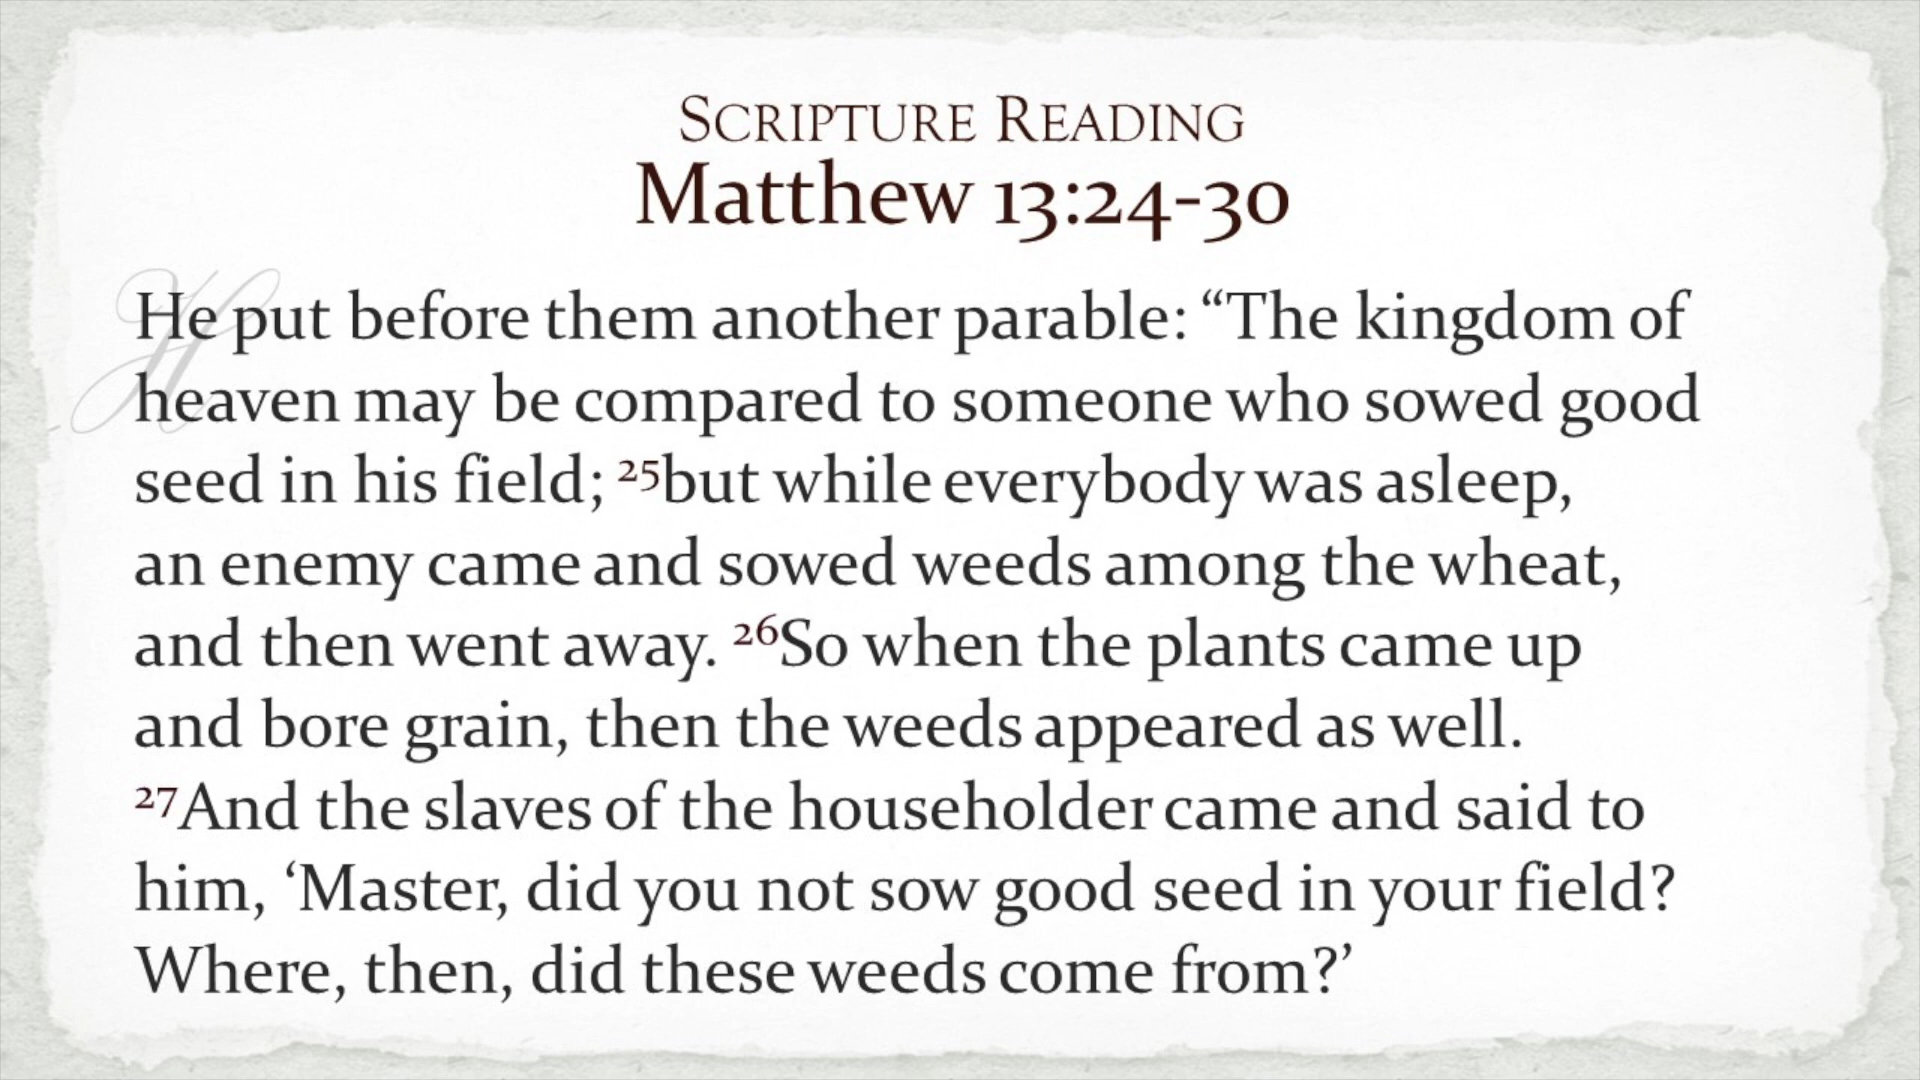 SCRIPTURE READING
Matthew 13:24-30
He put before them another parable: “The kingdom of
heaven may be compared to someone who sowed good
seed in his field; 25but while everybody was asleep,
an enemy came and sowed weeds among the wheat,
and then went away. 26So when the plants came up
and bore grain, then the weeds appeared as well.
27And the slaves of the householder came and said to
him, ‘Master, did you not sow good seed in your field?
Where, then, did these weeds come from?’